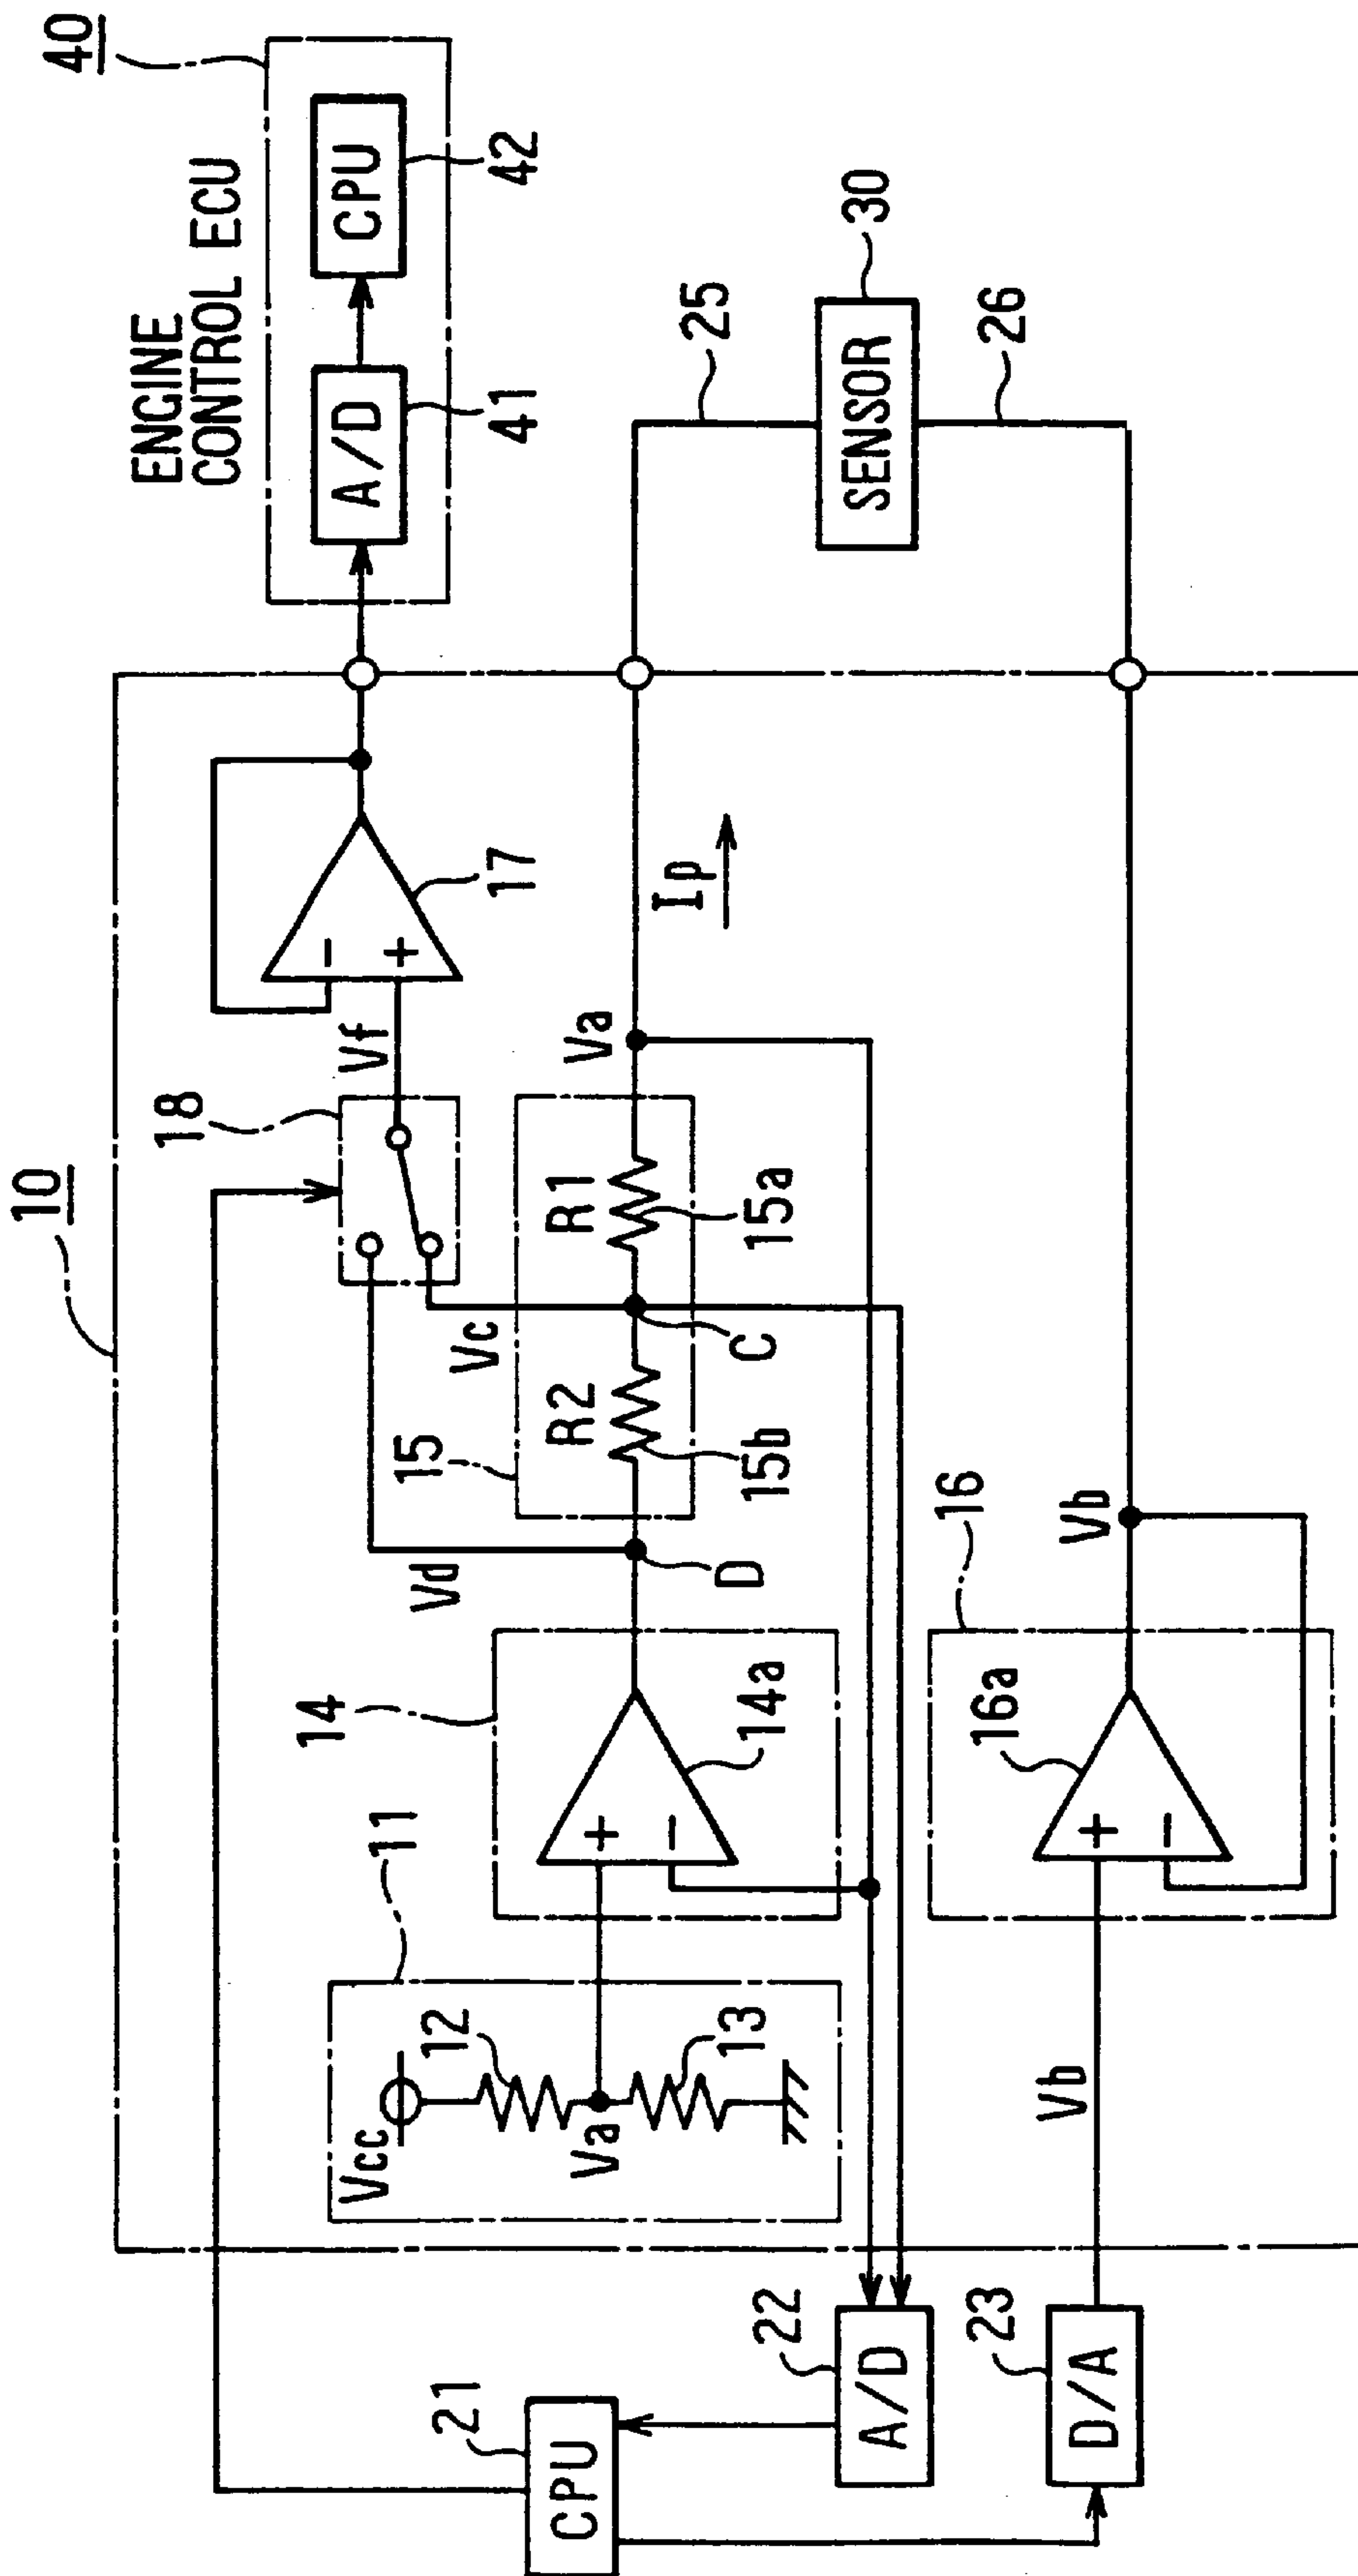 10
40
ENGINE
CONTROL ECU
A/D
CPU
41
42
18
Vf
-
+
17
Vd
Vc
15
R2
R1
15b
15a
D
C
Va
Ip
25
SENSOR
30
26
11
Vcc
12
Va
13
14
+
-
14a
21
CPU
22
A/D
23
D/A
Vb
16
+
-
16a
Vb